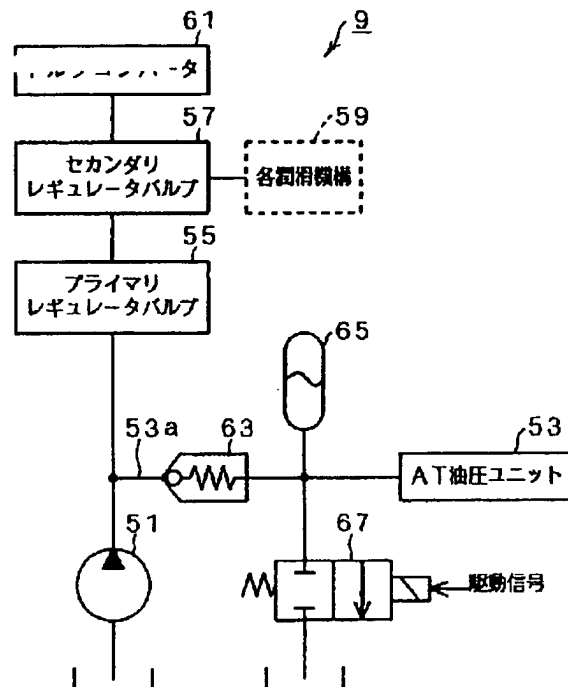 61
9
57
セカンダリ
レギュレータバルブ
59
各潤滑機構
55
プライマリ
レギュレータバルブ
65
53a
63
53
AT油圧ユニット
51
67
駆動信号